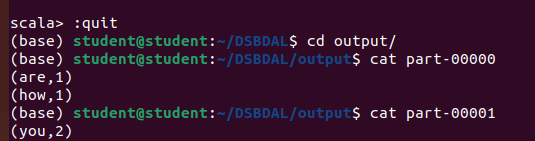 scala> :quit
(base) student@student:~/DSBDAL$ cd output/
(base) student@student:~/DSBDAL/output$ cat part-00000
(are,1)
(how,1)
(base) student@student:~/DSBDAL/output$ cat part-00001
(you,2)